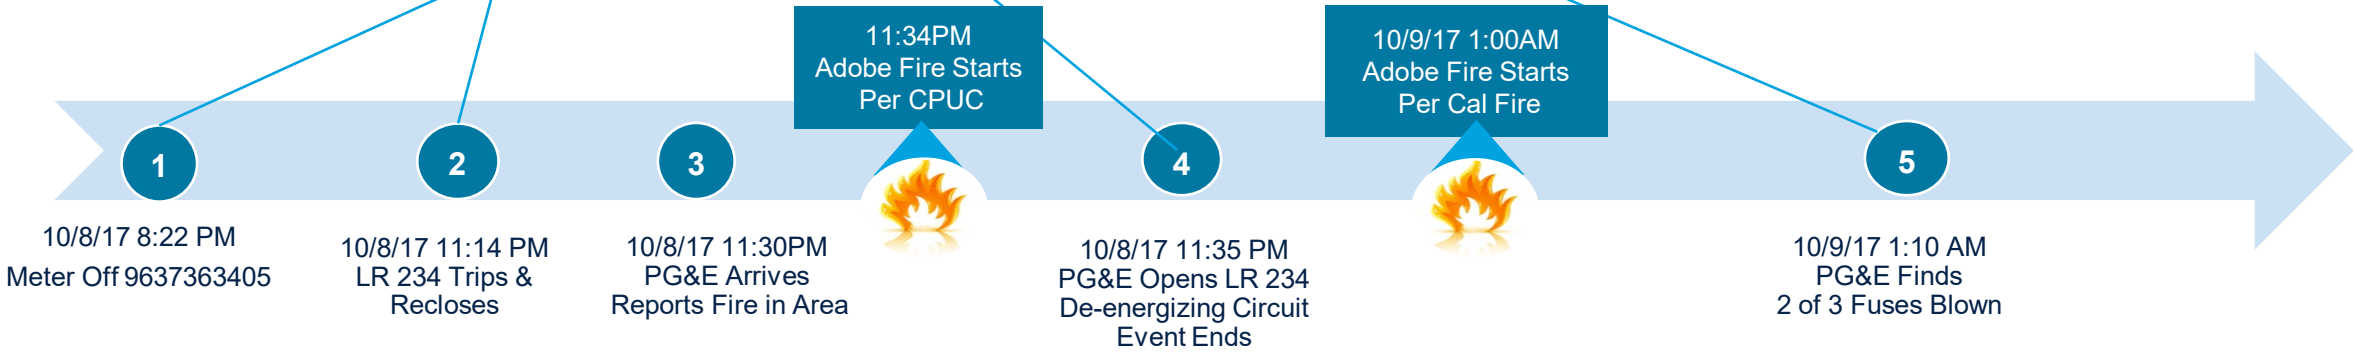 11:34PM
Adobe Fire Starts
Per CPUC
10/9/17 1:00AM
Adobe Fire Starts
Per Cal Fire
1
2
3
4
5
10/8/17 8:22 PM
Meter Off 9637363405
10/8/17 11:14 PM
LR 234 Trips &
Recloses
10/8/17 11:30PM
PG&E Arrives
Reports Fire in Area
10/8/17 11:35 PM
PG&E Opens LR 234
De-energizing Circuit
Event Ends
10/9/17 1:10 AM
PG&E Finds
2 of 3 Fuses Blown